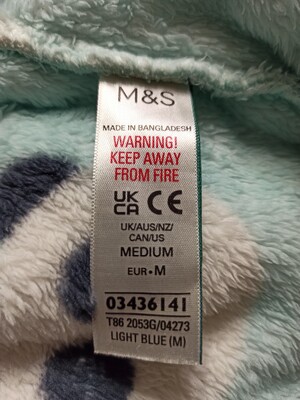 M&S
MADE IN BANGLADESH
WARNING!
KEEP AWAY
FROM FIRE
UK
CA CE
UK/AUS/NZ/
CAN/US
MEDIUM
EUR•M
03436141
T86 2053G/04273
LIGHT BLUE (M)